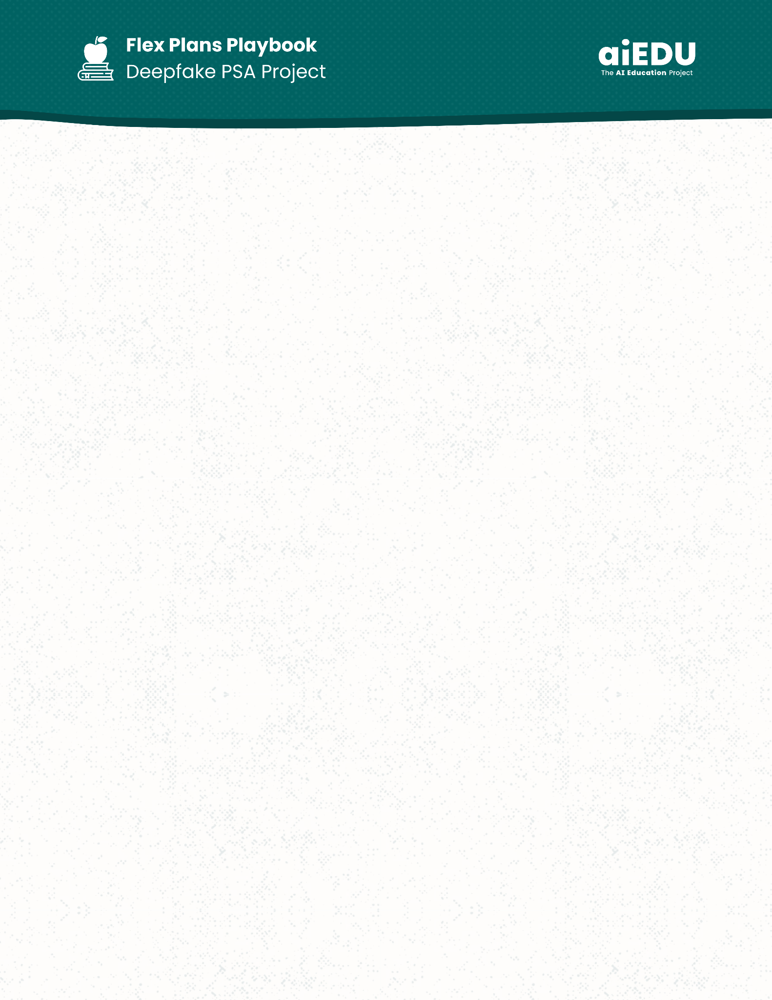 Flex Plans Playbook
Deepfake PSA Project
aiEDU
The AI Education Project